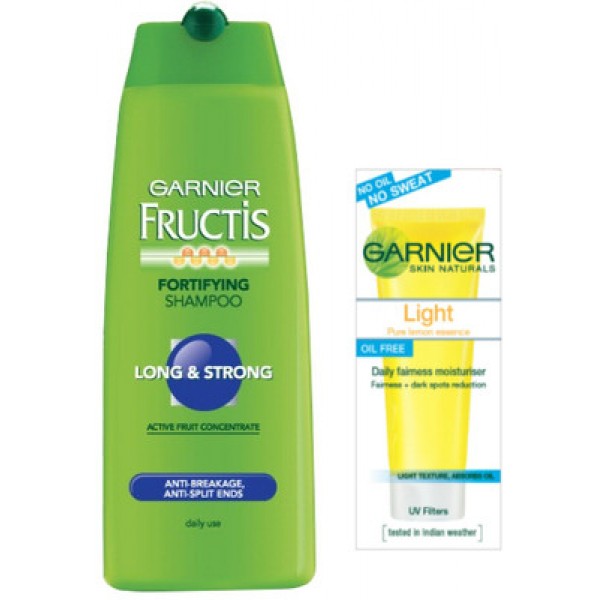 GARNIER
FRUCTiS
FORTIFYING
SHAMPOO
LONG & STRONG
ACTIVE FRUIT CONCENTRATE
ANTI-BREAKAGE,
ANTI-SPLIT ENDS
daily use
NO OIL
NO SWEAT
GARNIER
SKIN NATURALS
Light
Pure lemon essence
OIL FREE
Daily fairness moisturiser
Fairness + dark spots reduction
LIGHT TEXTURE, ABSORBS OIL
UV Filters
[tested in Indian weather]